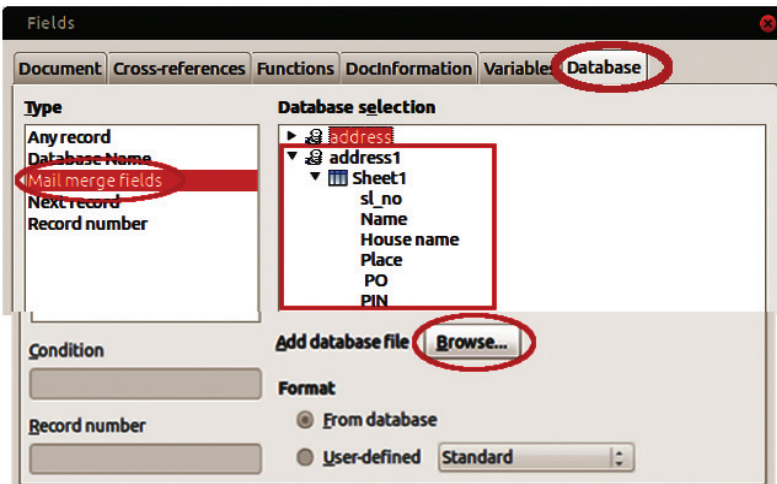 Fields
Document Cross-references Functions DocInformation Variables Database
Type
Any record
Database Name
Mail merge fields
Next record
Record number
Condition
Record number
Database selection
address
address1
Sheet1
sl_no
Name
House name
Place
PO
PIN
Add database file Browse...
Format
From database
User-defined Standard